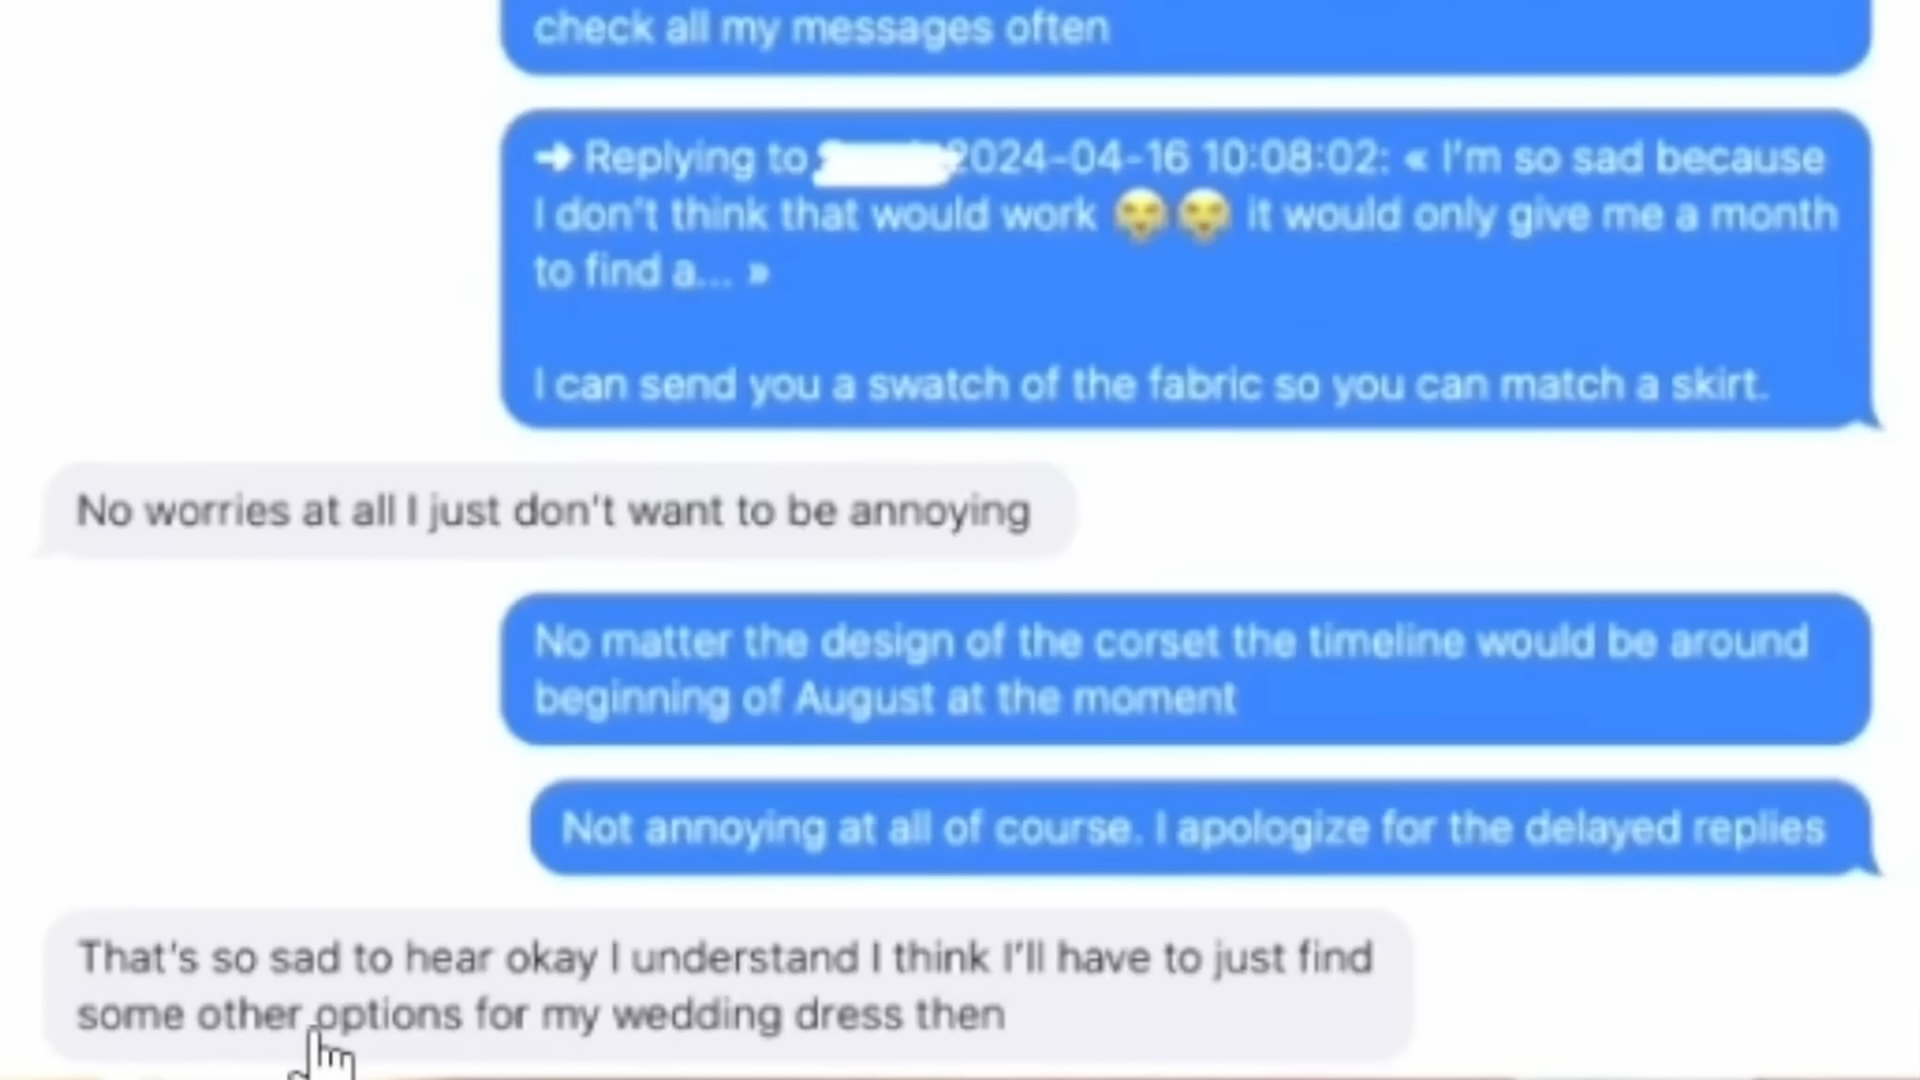 check all my messages often
➜ Replying to 2024-04-16 10:08:02: « I'm so sad because
I don't think that would work 😪😪 it would only give me a month
to find a... »
I can send you a swatch of the fabric so you can match a skirt.
No worries at all I just don't want to be annoying
No matter the design of the corset the timeline would be around
beginning of August at the moment
Not annoying at all of course. I apologize for the delayed replies
That's so sad to hear okay I understand I think I'll have to just find
some other options for my wedding dress then